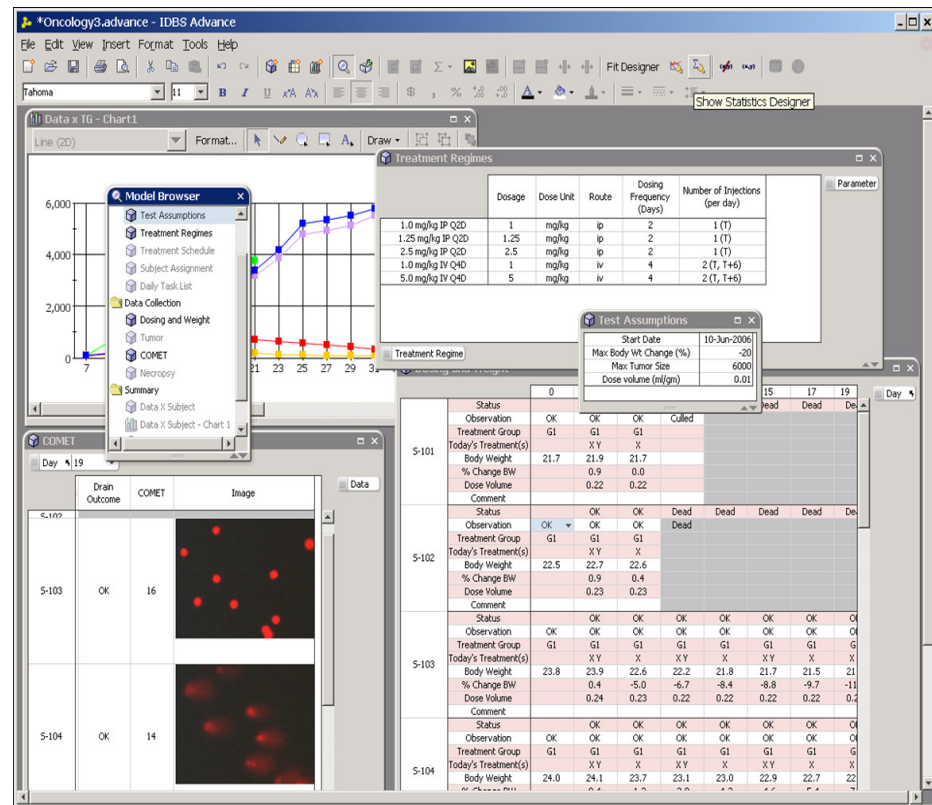 *Oncology3.advance - IDBS Advance
File Edit View Insert Format Tools Help
Fit Designer
Tahoma 11 B I U
Show Statistics Designer
Data x TG - Chart1
Line (2D) Format... Draw
6,000
4,000
2,000
0
7 21 23 25 27 29
Model Browser
Test Assumptions
Treatment Regimes
Treatment Schedule
Subject Assignment
Daily Task List
Data Collection
Dosing and Weight
Tumor
COMET
Necropsy
Summary
Data X Subject
Data X Subject - Chart 1
Treatment Regimes
Parameter
Dosage Dose Unit Route Dosing Frequency (Days) Number of Injections (per day)
1.0 mg/kg IP Q2D 1 mg/kg ip 2 1 (T)
1.25 mg/kg IP Q2D 1.25 mg/kg ip 2 1 (T)
2.5 mg/kg IP Q2D 2.5 mg/kg ip 2 1 (T)
1.0 mg/kg IV Q4D 1 mg/kg iv 4 2 (T, T+6)
5.0 mg/kg IV Q4D 5 mg/kg iv 4 2 (T, T+6)
Treatment Regime
Test Assumptions
Start Date 10-Jun-2006
Max Body Wt Change (%) -20
Max Tumor Size 6000
Dose volume (ml/gm) 0.01
Dosing and Weight
0 15 17 19 Day
Status Dead Dead
S-101
Observation OK OK OK Culled
Treatment Group G1 G1 G1
Today's Treatment(s) X Y X
Body Weight 21.7 21.9 21.7
% Change BW 0.9 0.0
Dose Volume 0.22 0.22
Comment
S-102
Status OK OK Dead Dead Dead Dead
Observation OK OK OK Dead
Treatment Group G1 G1 G1
Today's Treatment(s) X Y X
Body Weight 22.5 22.7 22.6
% Change BW 0.9 0.4
Dose Volume 0.23 0.23
Comment
S-103
Status OK OK OK OK OK OK
Observation OK OK OK OK OK OK OK
Treatment Group G1 G1 G1 G1 G1 G1 G1
Today's Treatment(s) X Y X X Y X X Y X X
Body Weight 23.8 23.9 22.6 22.2 21.8 21.7 21.5 21
% Change BW 0.4 -5.0 -6.7 -8.4 -8.8 -9.7 -11
Dose Volume 0.24 0.23 0.22 0.22 0.22 0.22
Comment
S-104
Status OK OK OK OK OK OK
Observation OK OK OK OK OK OK OK
Treatment Group G1 G1 G1 G1 G1 G1 G1
Today's Treatment(s) X Y X X Y X X Y X X
Body Weight 24.0 24.1 23.7 23.1 23.0 22.9 22.7 22
COMET
Day 19
Data
Drain Outcome COMET Image
S-102
S-103 OK 16
S-104 OK 14